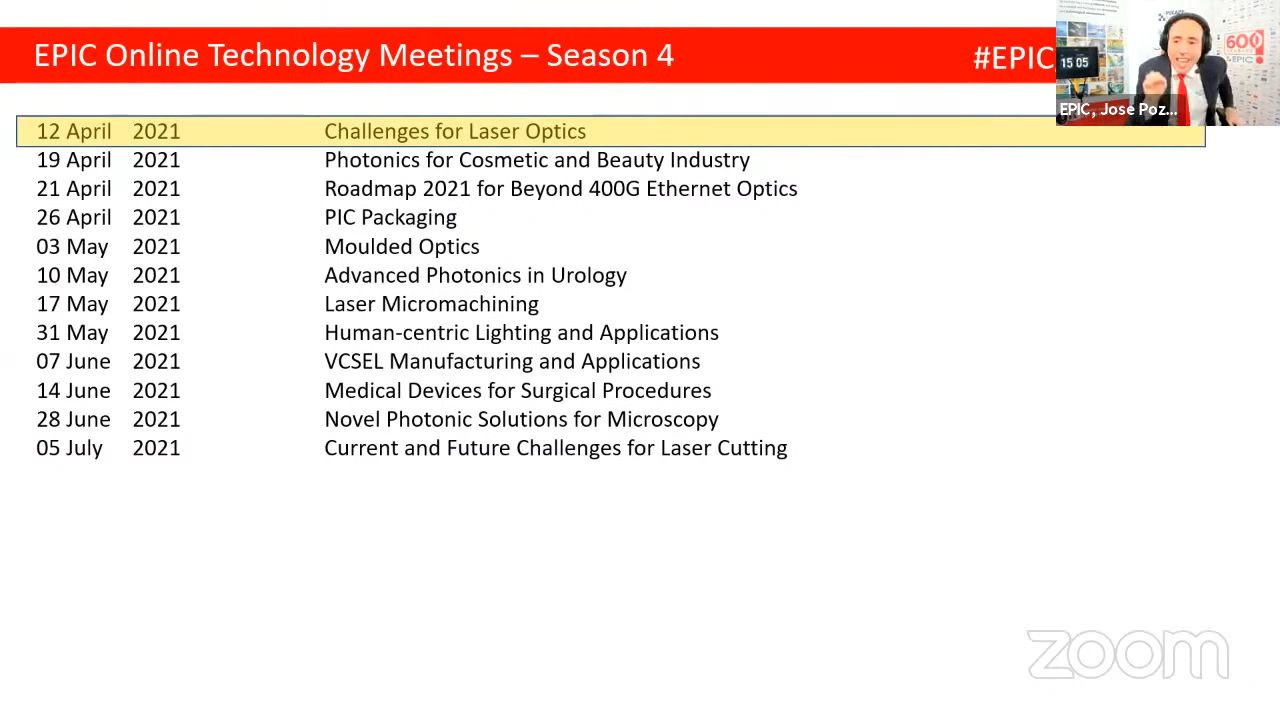 EPIC Online Technology Meetings – Season 4
#EPIC
15 05
600
EPIC
EPIC, Jose Poz...
12 April 2021 Challenges for Laser Optics
19 April 2021 Photonics for Cosmetic and Beauty Industry
21 April 2021 Roadmap 2021 for Beyond 400G Ethernet Optics
26 April 2021 PIC Packaging
03 May 2021 Moulded Optics
10 May 2021 Advanced Photonics in Urology
17 May 2021 Laser Micromachining
31 May 2021 Human-centric Lighting and Applications
07 June 2021 VCSEL Manufacturing and Applications
14 June 2021 Medical Devices for Surgical Procedures
28 June 2021 Novel Photonic Solutions for Microscopy
05 July 2021 Current and Future Challenges for Laser Cutting
zoom